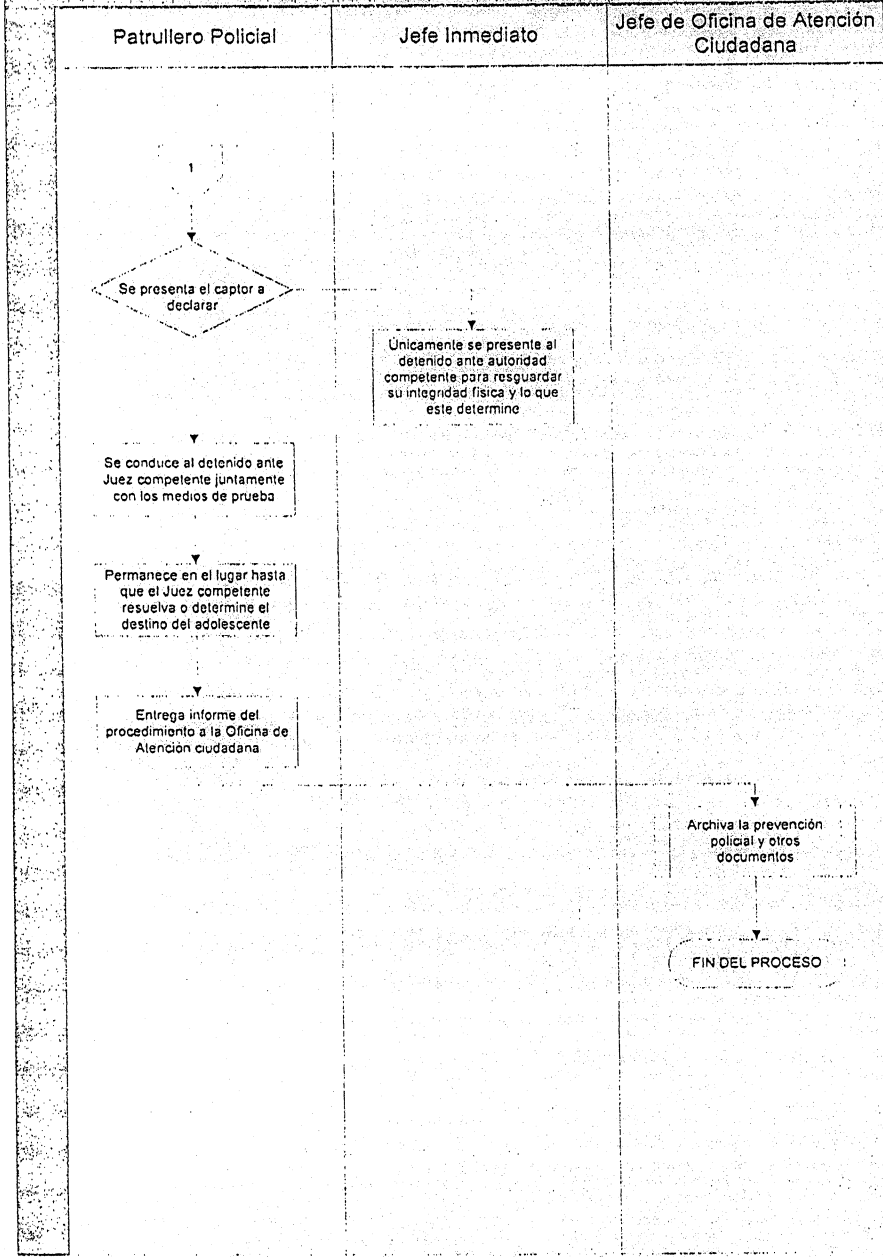 Patrullero Policial
Jefe Inmediato
Jefe de Oficina de Atención
Ciudadana
1
Se presenta el captor a
declarar
Únicamente se presente al
detenido ante autoridad
competente para resguardar
su integridad física y lo que
este determine
Se conduce al detenido ante
Juez competente juntamente
con los medios de prueba
Permanece en el lugar hasta
que el Juez competente
resuelva o determine el
destino del adolescente
Entrega informe del
procedimiento a la Oficina de
Atención ciudadana
Archiva la prevención
policial y otros
documentos
FIN DEL PROCESO